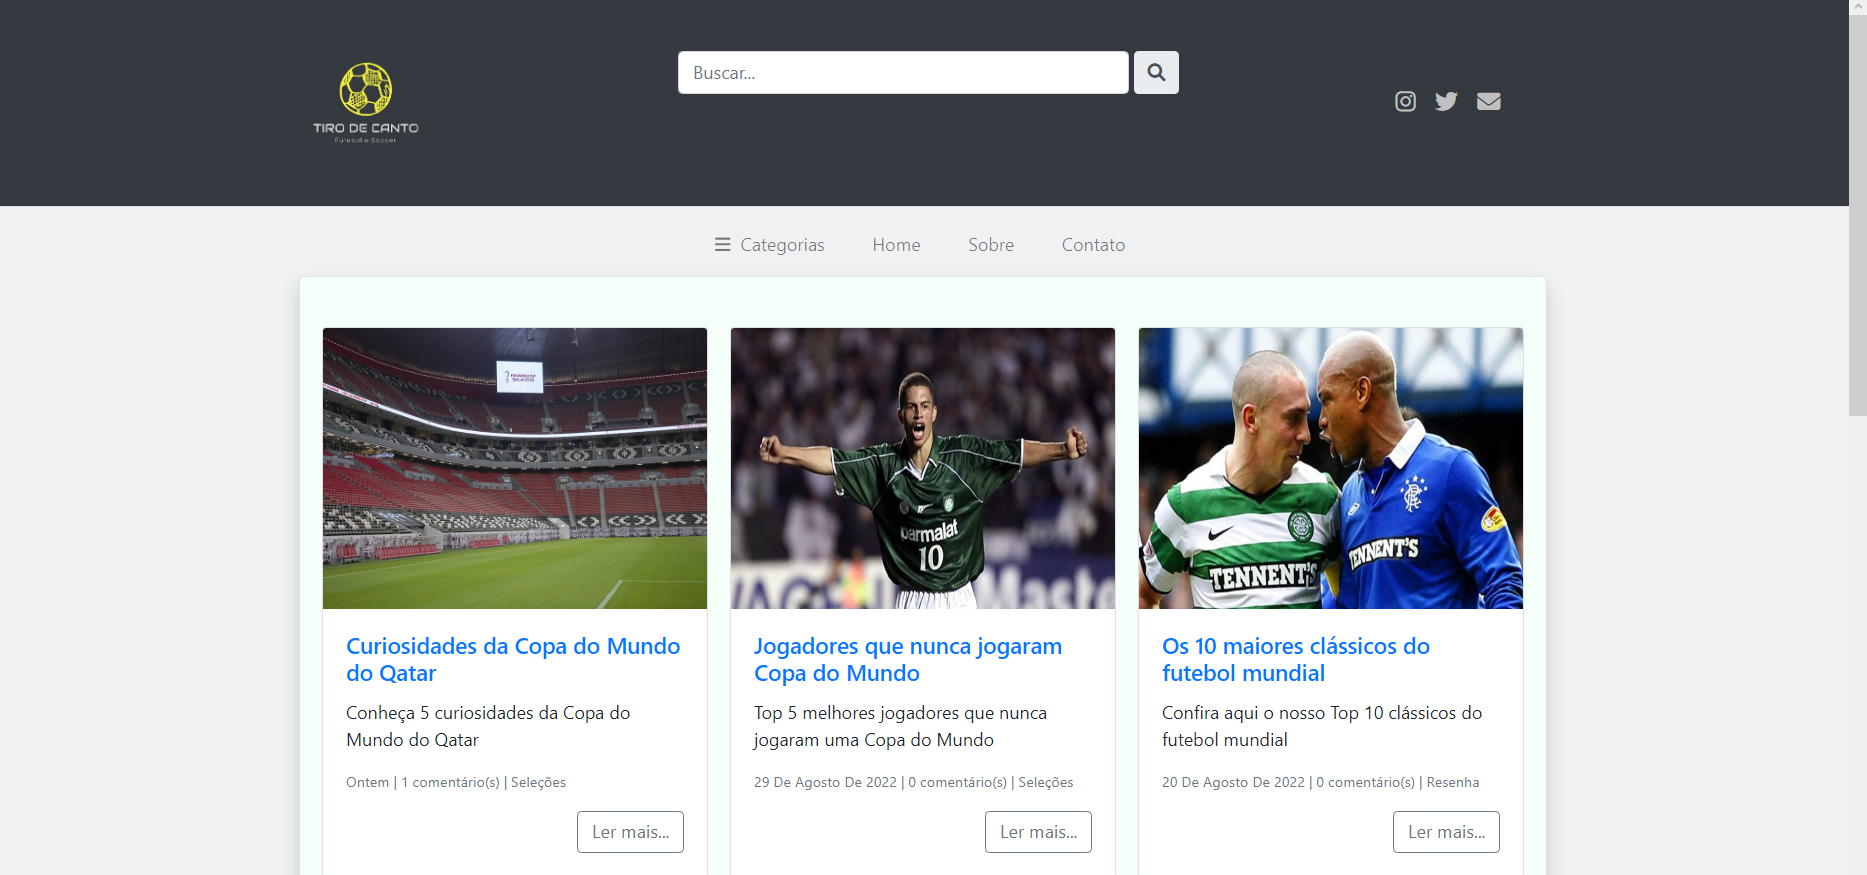 Buscar...
TIRO DE CANTO
Futebol e Soccer
Categorias
Home
Sobre
Contato
FIFA WORLD CUP
parmalat
10
TENNENT'S
TENNENT'S
Curiosidades da Copa do Mundo
do Qatar
Conheça 5 curiosidades da Copa do
Mundo do Qatar
Ontem | 1 comentário(s) | Seleções
Ler mais...
Jogadores que nunca jogaram
Copa do Mundo
Top 5 melhores jogadores que nunca
jogaram uma Copa do Mundo
29 De Agosto De 2022 | 0 comentário(s) | Seleções
Ler mais...
Os 10 maiores clássicos do
futebol mundial
Confira aqui o nosso Top 10 clássicos do
futebol mundial
20 De Agosto De 2022 | 0 comentário(s) | Resenha
Ler mais...